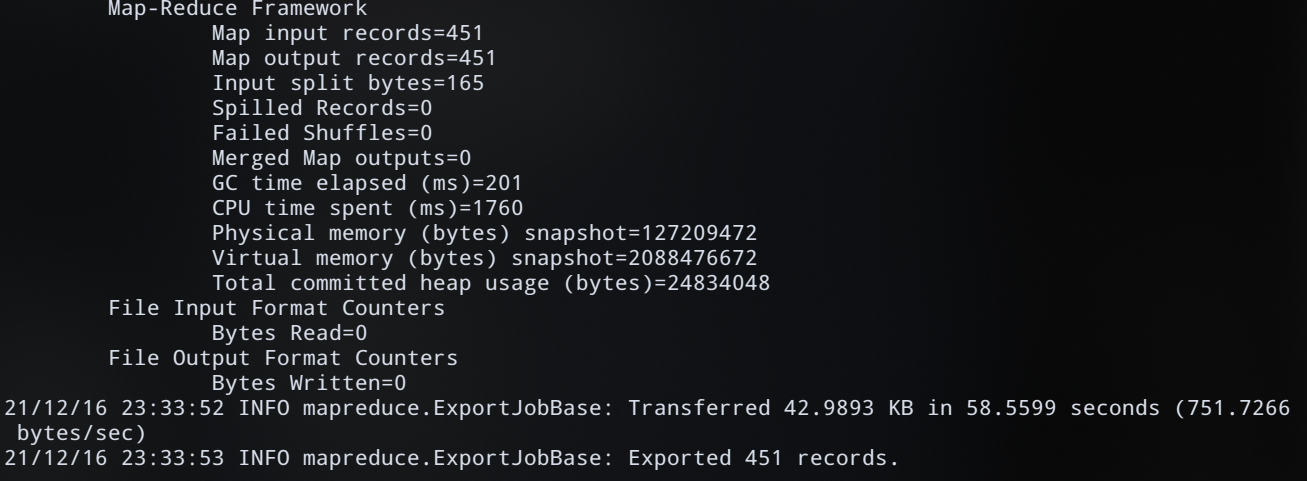 Map-Reduce Framework
Map input records=451
Map output records=451
Input split bytes=165
Spilled Records=0
Failed Shuffles=0
Merged Map outputs=0
GC time elapsed (ms)=201
CPU time spent (ms)=1760
Physical memory (bytes) snapshot=127209472
Virtual memory (bytes) snapshot=2088476672
Total committed heap usage (bytes)=24834048
File Input Format Counters
Bytes Read=0
File Output Format Counters
Bytes Written=0
21/12/16 23:33:52 INFO mapreduce.ExportJobBase: Transferred 42.9893 KB in 58.5599 seconds (751.7266
bytes/sec)
21/12/16 23:33:53 INFO mapreduce.ExportJobBase: Exported 451 records.